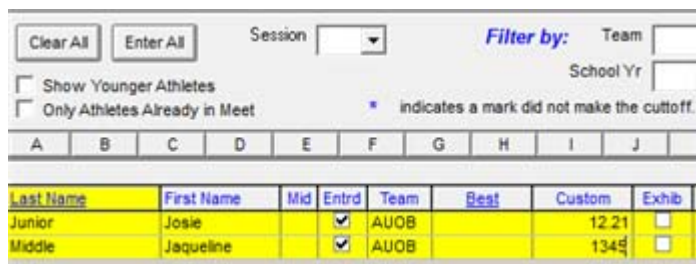 Clear All Enter All Session Filter by: Team
School Yr
Show Younger Athletes
Only Athletes Already in Meet * indicates a mark did not make the cuttoff.
A B C D E F G H I J
Last Name First Name Mid Entrd Team Best Custom Exhib
Junior Josie AUOB 12.21
Middle Jaqueline AUOB 1345